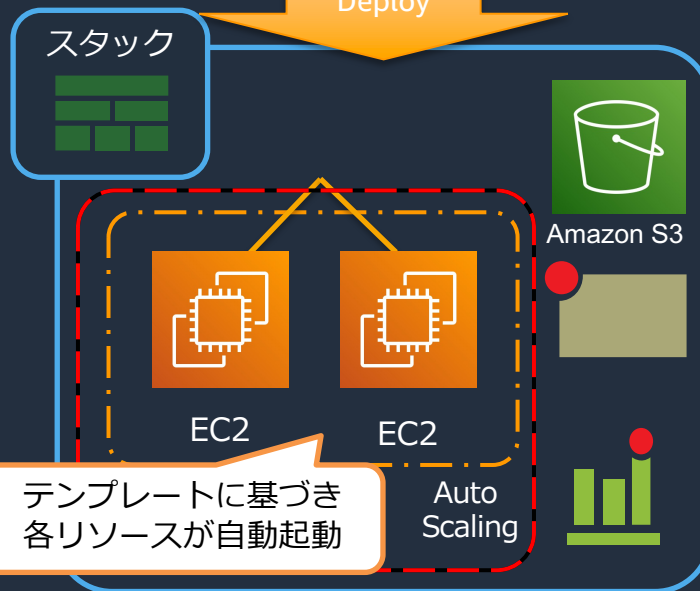 Deploy
スタック
Amazon S3
EC2
EC2
テンプレートに基づき
各リソースが自動起動
Auto
Scaling